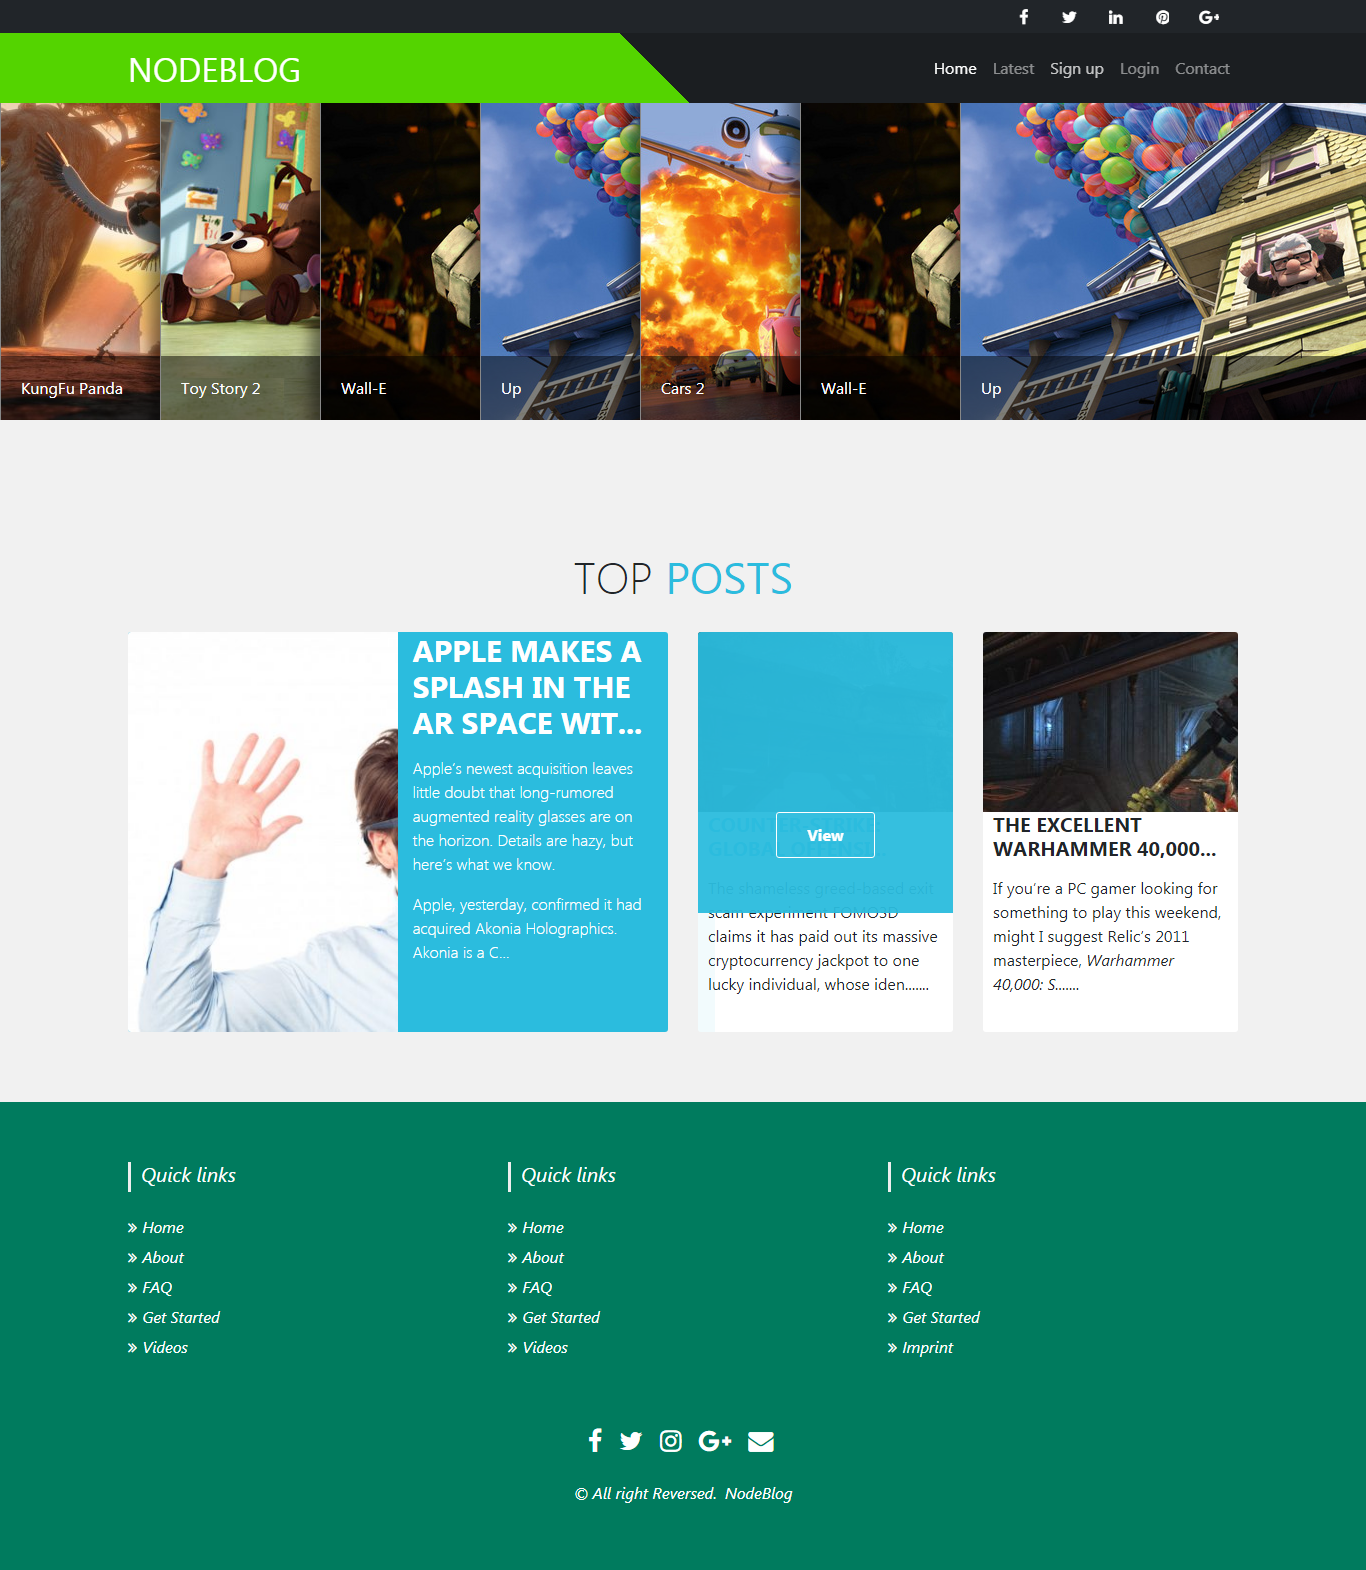 NODEBLOG
Home Latest Sign up Login Contact
KungFu Panda
Toy Story 2
Wall-E
Up
Cars 2
Wall-E
Up
TOP POSTS
APPLE MAKES A
SPLASH IN THE
AR SPACE WIT...
Apple's newest acquisition leaves
little doubt that long-rumored
augmented reality glasses are on
the horizon. Details are hazy, but
here's what we know.
Apple, yesterday, confirmed it had
acquired Akonia Holographics.
Akonia is a C...
COUNTER-STRIKE
GLOBAL OFFENSI...
View
The shameless greed-based exit
scam experiment FOMO3D
claims it has paid out its massive
cryptocurrency jackpot to one
lucky individual, whose iden.......
THE EXCELLENT
WARHAMMER 40,000...
If you're a PC gamer looking for
something to play this weekend,
might I suggest Relic's 2011
masterpiece, Warhammer
40,000: S.......
Quick links
» Home
» About
» FAQ
» Get Started
» Videos
Quick links
» Home
» About
» FAQ
» Get Started
» Videos
Quick links
» Home
» About
» FAQ
» Get Started
» Imprint
© All right Reversed. NodeBlog